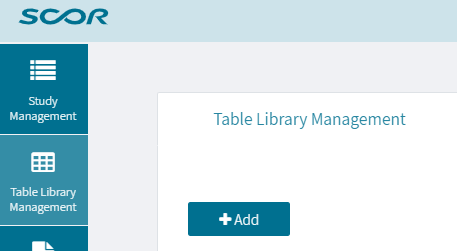 SCOR
Study
Management
Table Library Management
Table Library
Management
Add